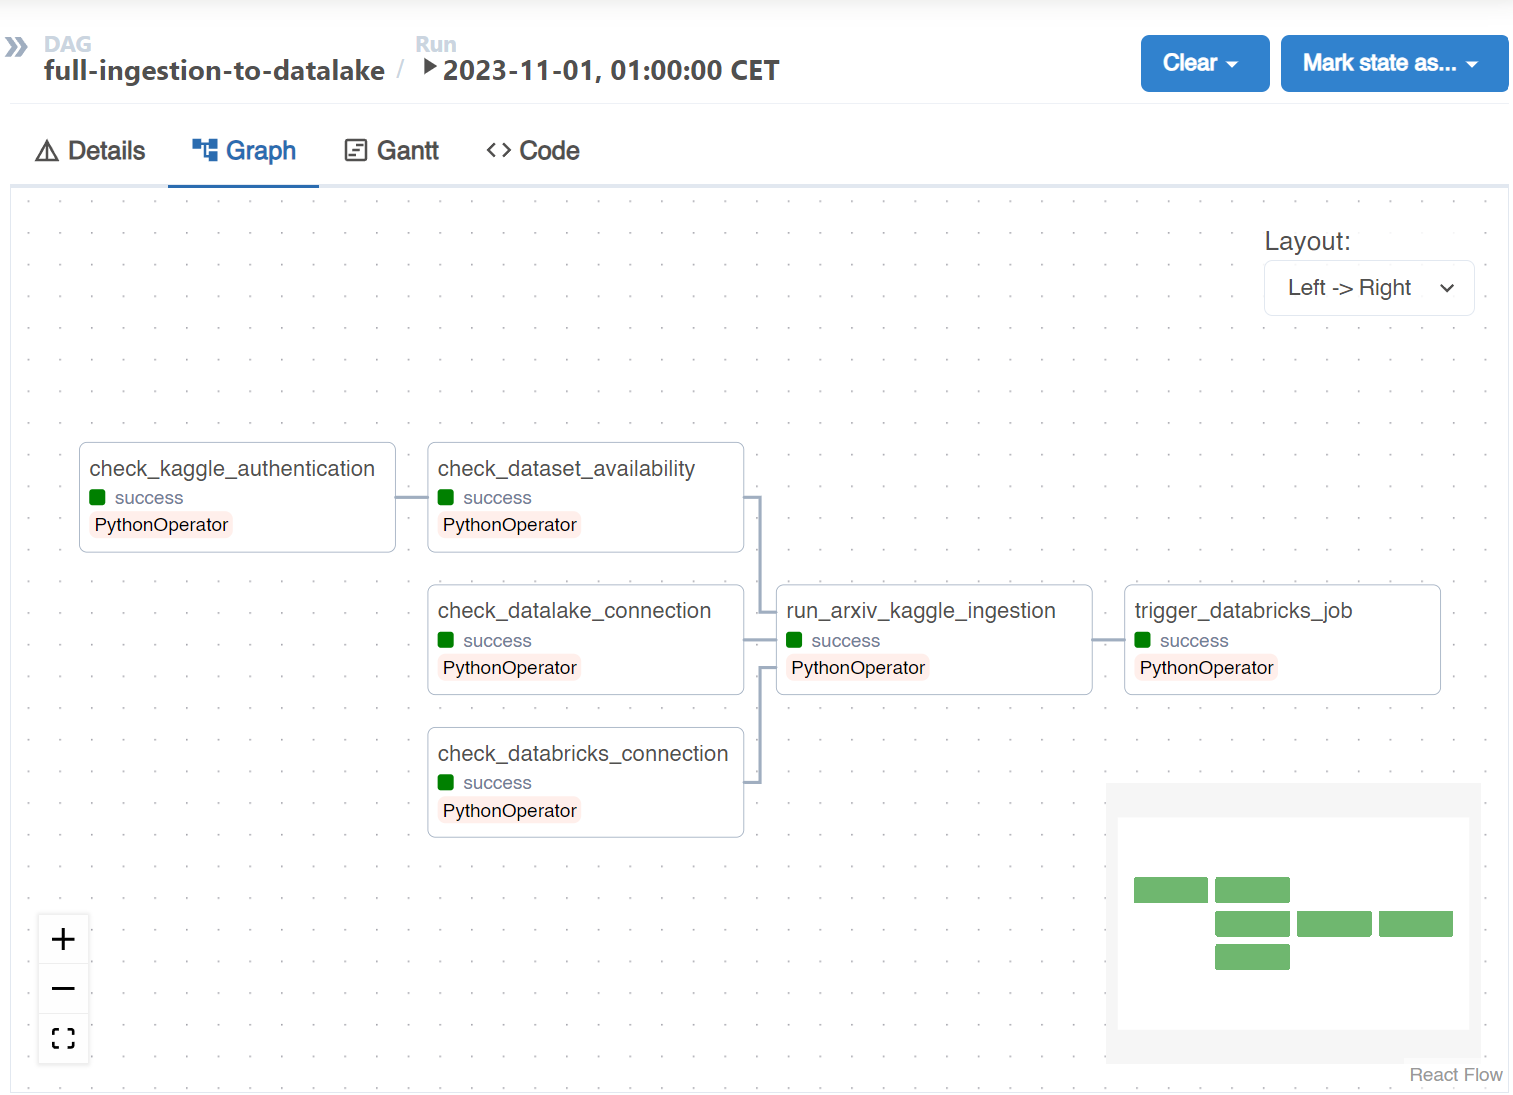 DAG
full-ingestion-to-datalake /
Run
2023-11-01, 01:00:00 CET
Clear
Mark state as...
Details
Graph
Gantt
Code
Layout:
Left -> Right
check_kaggle_authentication
success
PythonOperator
check_dataset_availability
success
PythonOperator
check_datalake_connection
success
PythonOperator
check_databricks_connection
success
PythonOperator
run_arxiv_kaggle_ingestion
success
PythonOperator
trigger_databricks_job
success
PythonOperator
React Flow